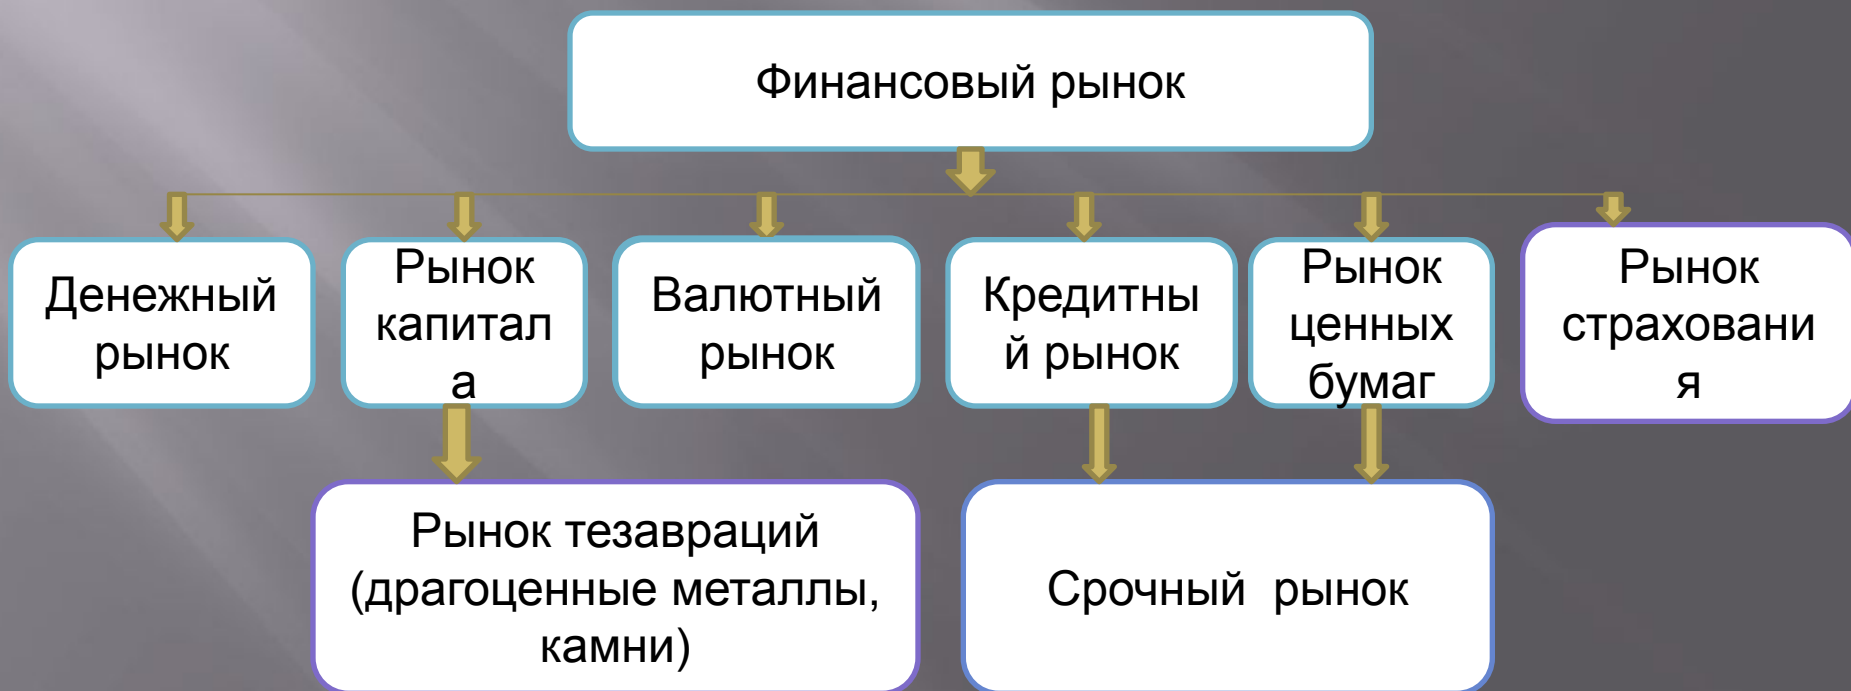 Финансовый рынок
Денежный
рынок
Рынок
капитал
а
Валютный
рынок
Кредитны
й рынок
Рынок
ценных
бумаг
Рынок
страховани
я
Рынок тезавраций
(драгоценные металлы,
камни)
Срочный рынок